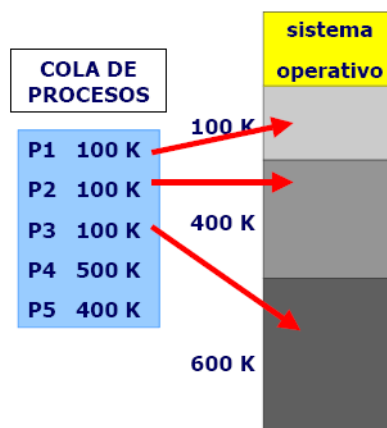 COLA DE
PROCESOS
P1 100 K
P2 100 K
P3 100 K
P4 500 K
P5 400 K
sistema
operativo
100 K
400 K
600 K